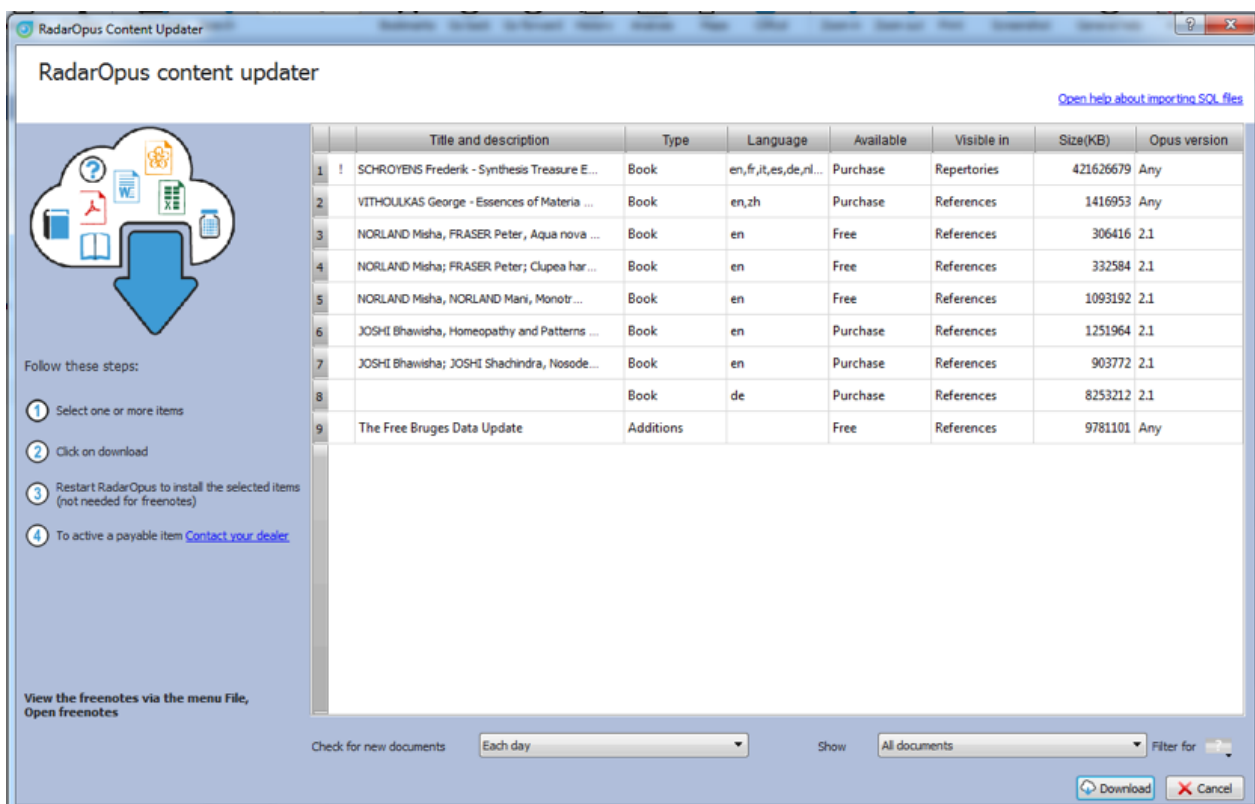 RadarOpus Content Updater
RadarOpus content updater
Open help about importing SQL files
Title and description Type Language Available Visible in Size(KB) Opus version
1 ! SCHROYENS Frederik - Synthesis Treasure E... Book en,fr,it,es,de,nl... Purchase Repertories 421626679 Any
2 VITHOULKAS George - Essences of Materia ... Book en,zh Purchase References 1416953 Any
3 NORLAND Misha, FRASER Peter, Aqua nova ... Book en Free References 306416 2.1
4 NORLAND Misha; FRASER Peter; Clupea har... Book en Free References 332584 2.1
5 NORLAND Misha, NORLAND Mani, Monotr... Book en Free References 1093192 2.1
6 JOSHI Bhawisha, Homeopathy and Patterns ... Book en Purchase References 1251964 2.1
7 JOSHI Bhawisha; JOSHI Shachindra, Nosode... Book en Purchase References 903772 2.1
8 Book de Purchase References 8253212 2.1
9 The Free Bruges Data Update Additions Free References 9781101 Any
Follow these steps:
1 Select one or more items
2 Click on download
3 Restart RadarOpus to install the selected items
(not needed for freenotes)
4 To active a payable item Contact your dealer
View the freenotes via the menu File,
Open freenotes
Check for new documents Each day Show All documents Filter for
Download Cancel